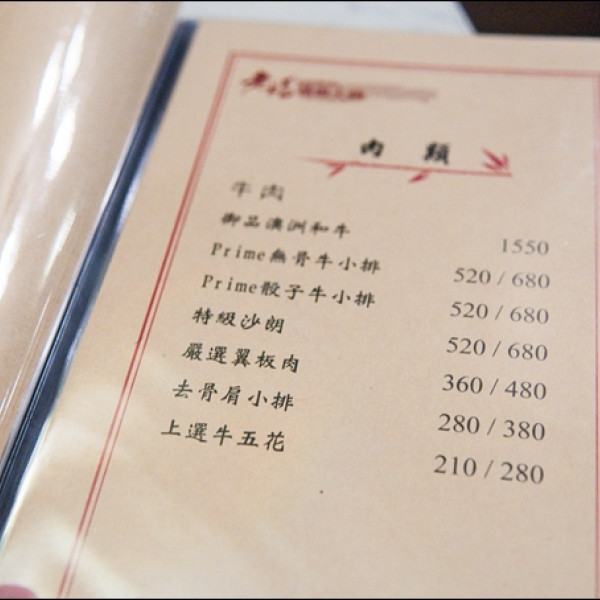 肉類
牛肉
御品澳洲和牛 1550
Prime無骨牛小排 520 / 680
Prime骰子牛小排 520 / 680
特級沙朗 520 / 680
嚴選翼板肉 360 / 480
去骨肩小排 280 / 380
上選牛五花 210 / 280